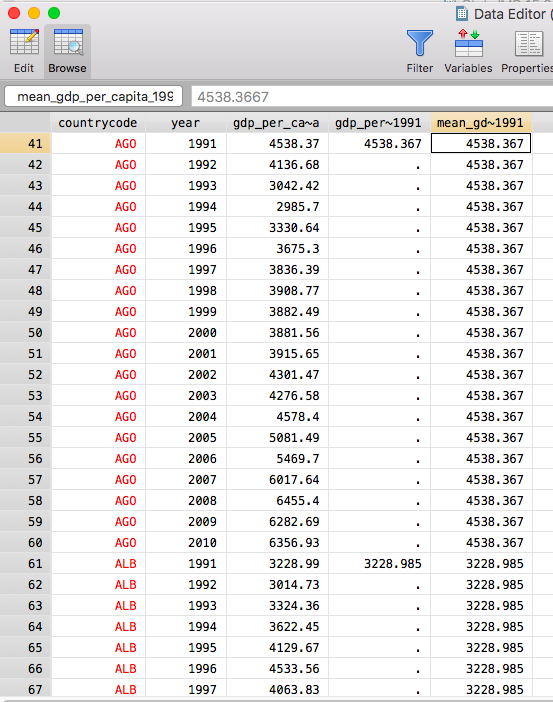 Data Editor (
Edit Browse Filter Variables Properties
mean_gdp_per_capita_199 4538.3667
countrycode year gdp_per_ca~a gdp_per~1991 mean_gd~1991
41 AGO 1991 4538.37 4538.367 4538.367
42 AGO 1992 4136.68 . 4538.367
43 AGO 1993 3042.42 . 4538.367
44 AGO 1994 2985.7 . 4538.367
45 AGO 1995 3330.64 . 4538.367
46 AGO 1996 3675.3 . 4538.367
47 AGO 1997 3836.39 . 4538.367
48 AGO 1998 3908.77 . 4538.367
49 AGO 1999 3882.49 . 4538.367
50 AGO 2000 3881.56 . 4538.367
51 AGO 2001 3915.65 . 4538.367
52 AGO 2002 4301.47 . 4538.367
53 AGO 2003 4276.58 . 4538.367
54 AGO 2004 4578.4 . 4538.367
55 AGO 2005 5081.49 . 4538.367
56 AGO 2006 5469.7 . 4538.367
57 AGO 2007 6017.64 . 4538.367
58 AGO 2008 6455.4 . 4538.367
59 AGO 2009 6282.69 . 4538.367
60 AGO 2010 6356.93 . 4538.367
61 ALB 1991 3228.99 3228.985 3228.985
62 ALB 1992 3014.73 . 3228.985
63 ALB 1993 3324.36 . 3228.985
64 ALB 1994 3622.45 . 3228.985
65 ALB 1995 4129.67 . 3228.985
66 ALB 1996 4533.56 . 3228.985
67 ALB 1997 4063.83 . 3228.985